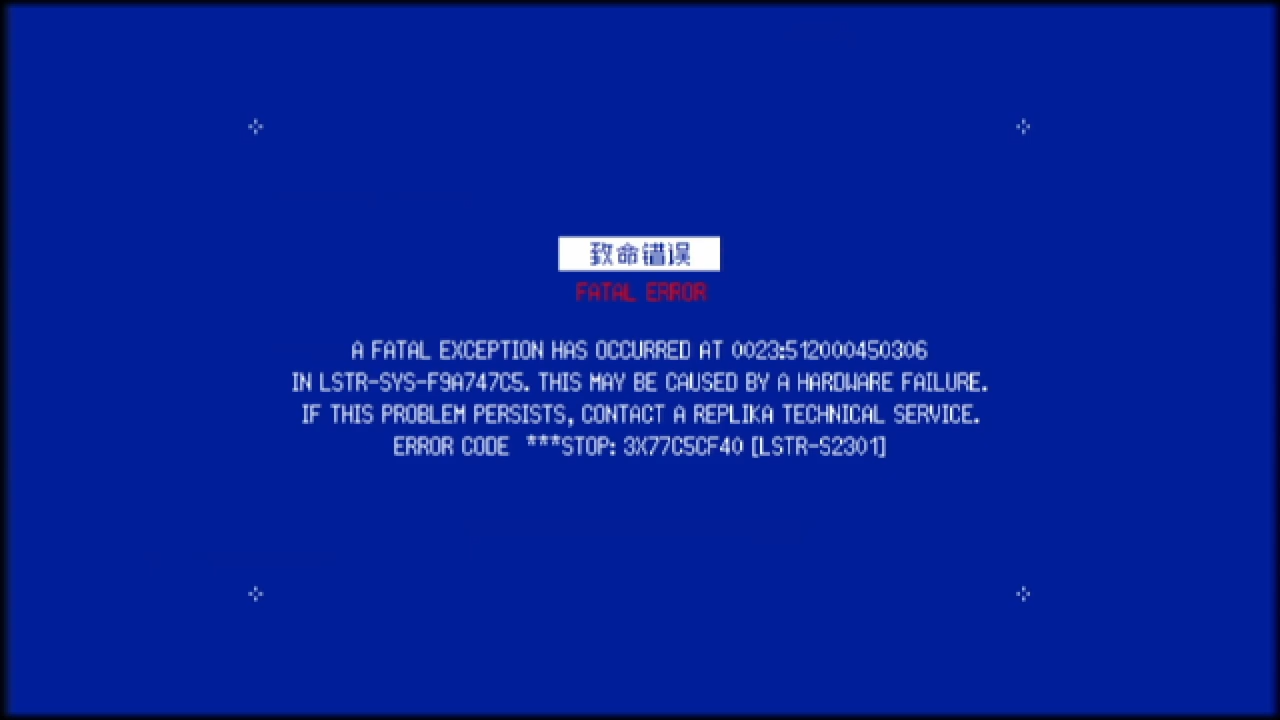 致命错误
FATAL ERROR
A FATAL EXCEPTION HAS OCCURRED AT 0023:512000450306
IN LSTR-SYS-F9A747C5. THIS MAY BE CAUSED BY A HARDWARE FAILURE.
IF THIS PROBLEM PERSISTS, CONTACT A REPLIKA TECHNICAL SERVICE.
ERROR CODE ***STOP: 3X77C5CF40 [LSTR-S2301]